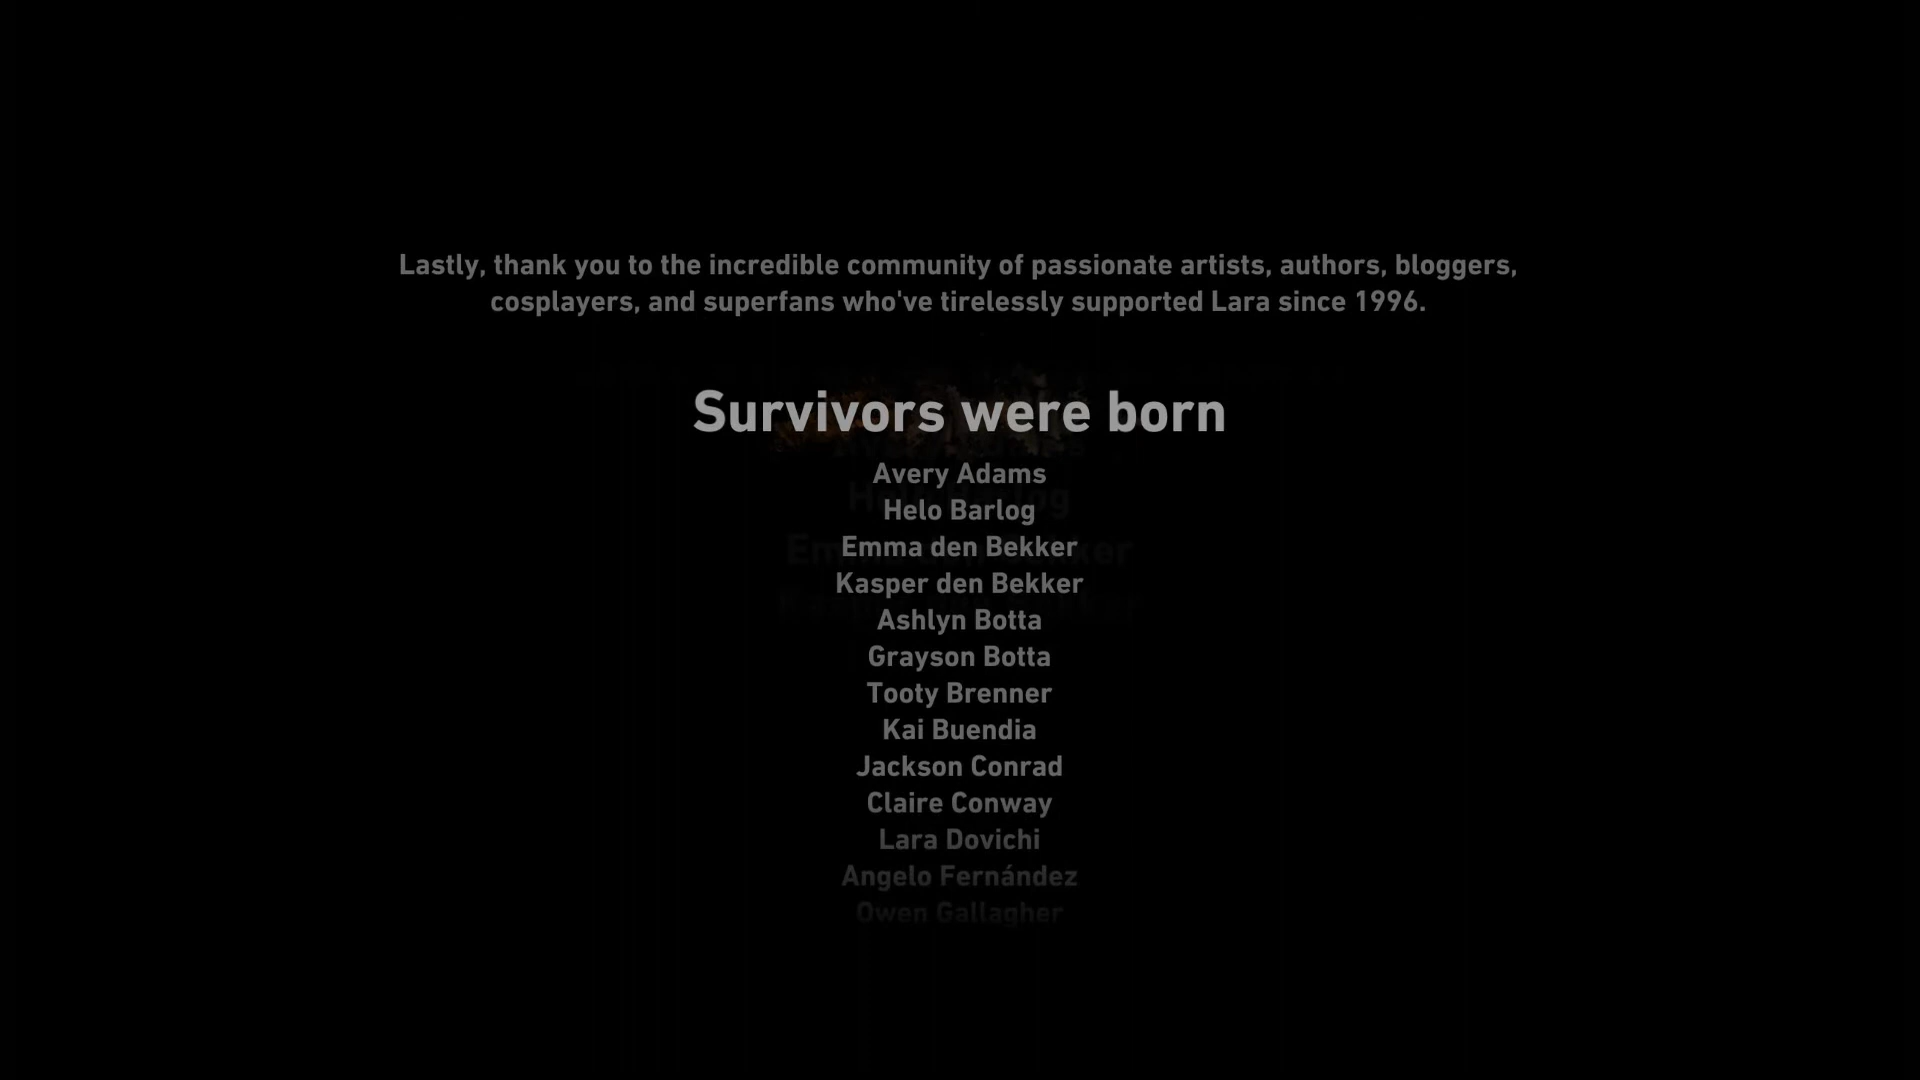 Lastly, thank you to the incredible community of passionate artists, authors, bloggers,
cosplayers, and superfans who've tirelessly supported Lara since 1996.
Survivors were born
Avery Adams
Helo Barlog
Emma den Bekker
Kasper den Bekker
Ashlyn Botta
Grayson Botta
Tooty Brenner
Kai Buendia
Jackson Conrad
Claire Conway
Lara Dovichi
Angelo Fernández
Owen Gallagher